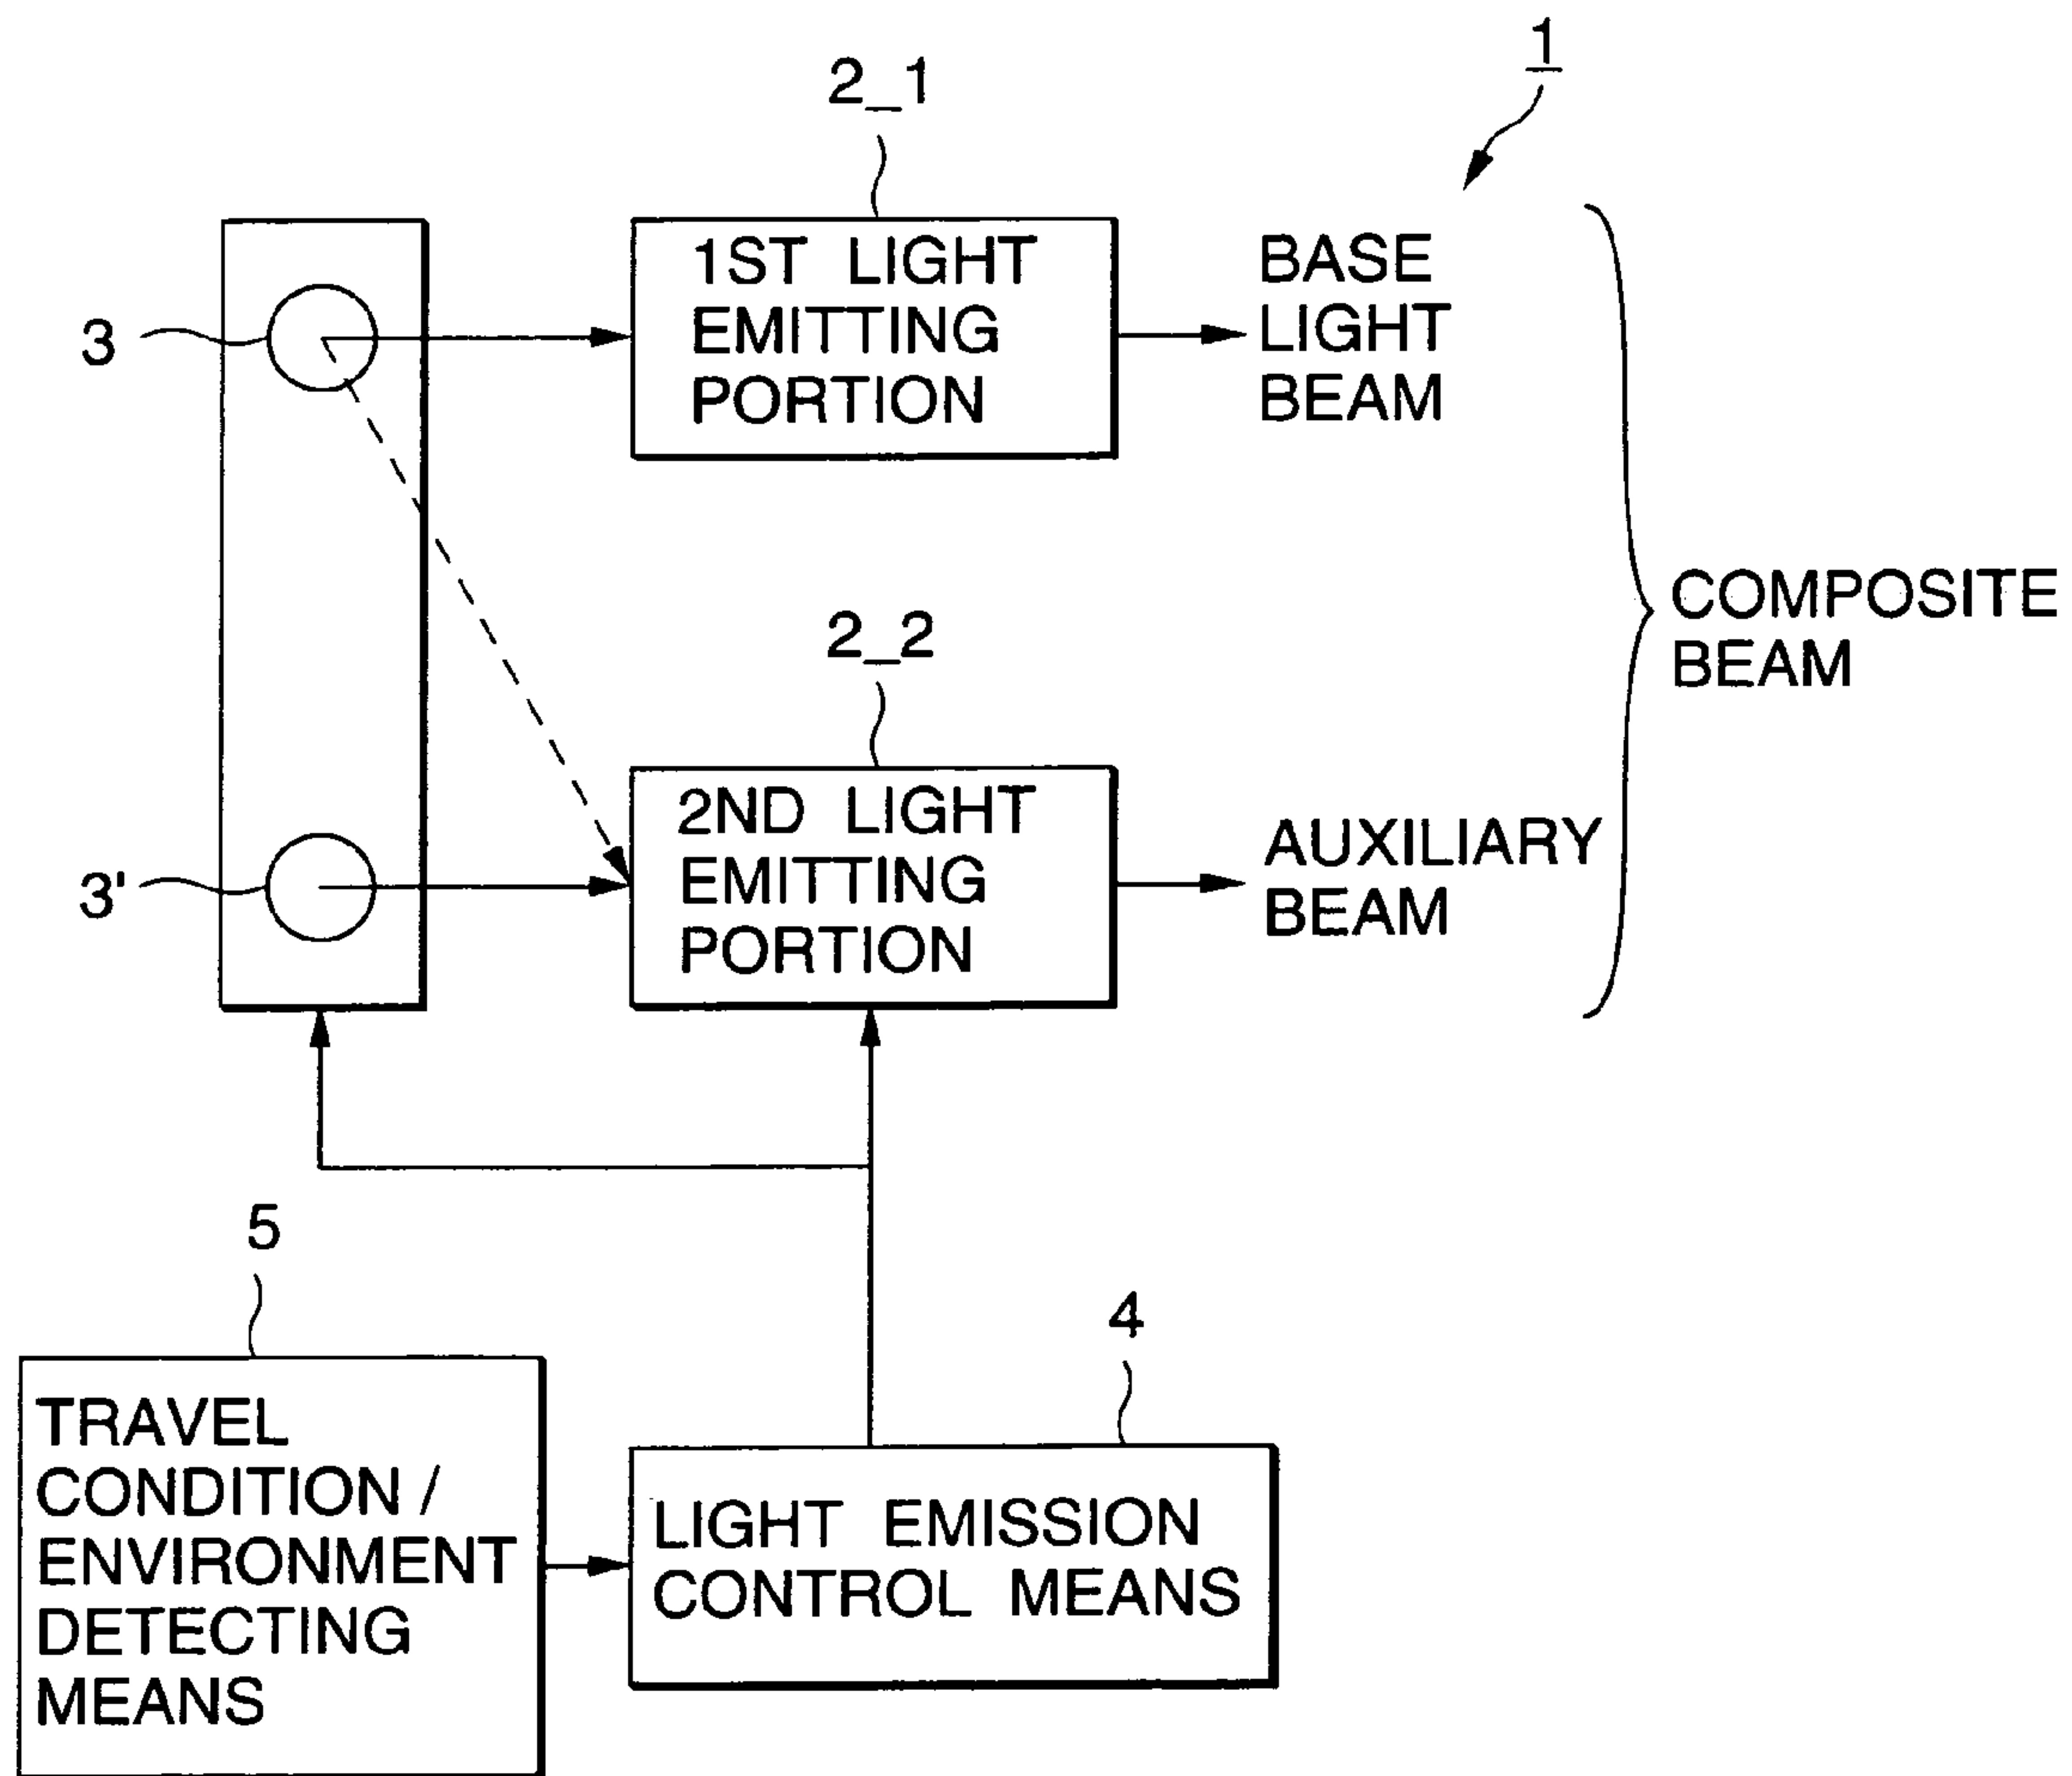 1
2_1
1ST LIGHT
EMITTING
PORTION
BASE
LIGHT
BEAM
3
COMPOSITE
BEAM
2_2
2ND LIGHT
EMITTING
PORTION
AUXILIARY
BEAM
3'
5
TRAVEL
CONDITION /
ENVIRONMENT
DETECTING
MEANS
4
LIGHT EMISSION
CONTROL MEANS